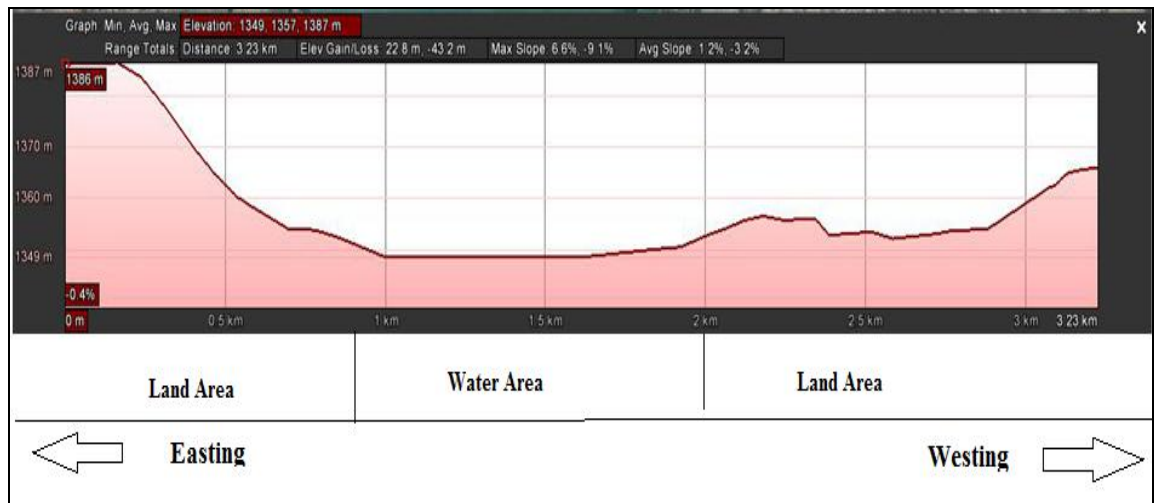 Graph: Min, Avg, Max Elevation: 1349, 1357, 1387 m
x
Range Totals: Distance: 3.23 km Elev Gain/Loss: 22.8 m, -43.2 m Max Slope: 6.6%, -9.1% Avg Slope: 1.2%, -3.2%
1387 m
1386 m
1370 m
1360 m
1349 m
-0.4%
0 m 0.5 km 1 km 1.5 km 2 km 2.5 km 3 km 3.23 km
Land Area Water Area Land Area
Easting Westing